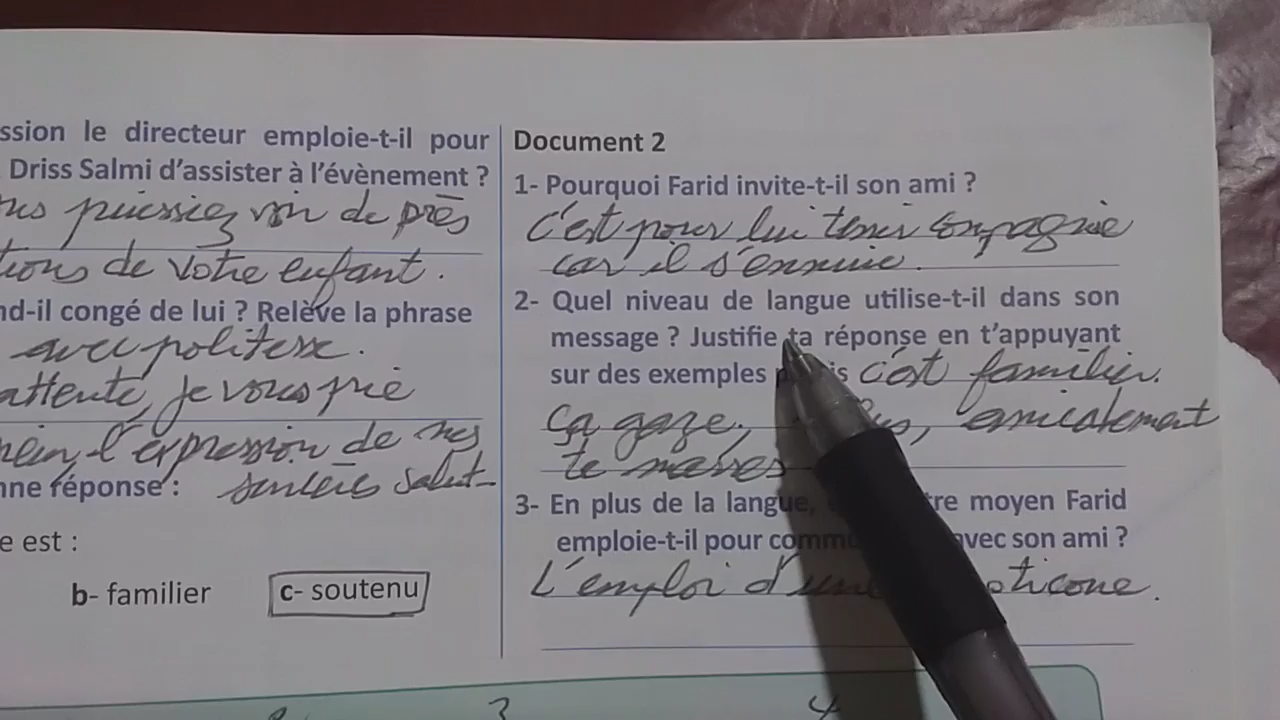 ssion le directeur emploie-t-il pour
Driss Salmi d'assister à l'évènement ?
puissiez voir de près
tions de votre enfant.
nd-il congé de lui ? Relève la phrase
avec politesse.
attente, je vous prie
l'expression de mes
nne réponse : sincères salut-
e est :
b- familier c- soutenu
Document 2
1- Pourquoi Farid invite-t-il son ami ?
C'est pour lui tenir compagnie
car il s'ennuie.
2- Quel niveau de langue utilise-t-il dans son
message ? Justifie ta réponse en t'appuyant
sur des exemples c'est familier.
ça gaze, amicalement
te
3- En plus de la langue, tre moyen Farid
emploie-t-il pour comm avec son ami ?
L'emploi d'une oticone.
3 4